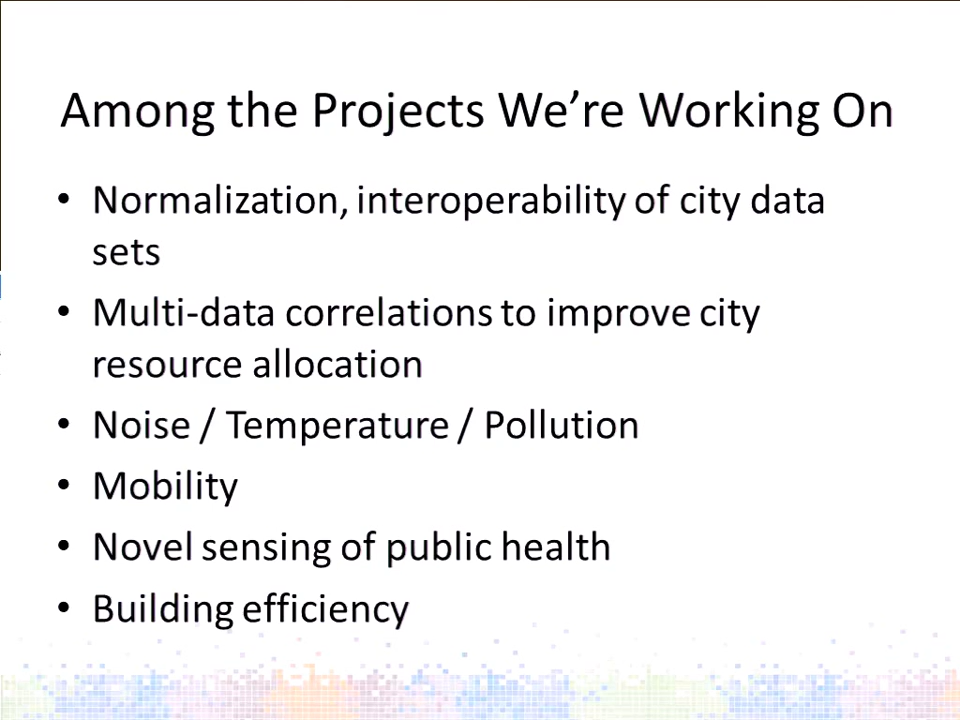 Among the Projects We’re Working On
• Normalization, interoperability of city data
sets
• Multi-data correlations to improve city
resource allocation
• Noise / Temperature / Pollution
• Mobility
• Novel sensing of public health
• Building efficiency